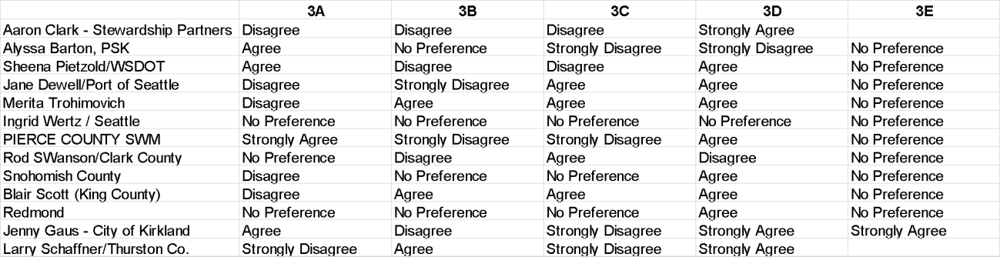 3A 3B 3C 3D 3E
Aaron Clark - Stewardship Partners Disagree Disagree Disagree Strongly Agree
Alyssa Barton, PSK Agree No Preference Strongly Disagree Strongly Disagree No Preference
Sheena Pietzold/WSDOT Agree Disagree Disagree Agree No Preference
Jane Dewell/Port of Seattle Disagree Strongly Disagree Agree Agree No Preference
Merita Trohimovich Disagree Agree Agree Agree No Preference
Ingrid Wertz / Seattle No Preference No Preference No Preference No Preference No Preference
PIERCE COUNTY SWM Strongly Agree Strongly Disagree Strongly Disagree Agree No Preference
Rod SWanson/Clark County No Preference Disagree Agree Disagree No Preference
Snohomish County Disagree No Preference No Preference Agree No Preference
Blair Scott (King County) Disagree Agree Agree Agree No Preference
Redmond No Preference No Preference No Preference Agree No Preference
Jenny Gaus - City of Kirkland Agree Disagree Strongly Disagree Strongly Agree Strongly Agree
Larry Schaffner/Thurston Co. Strongly Disagree Agree Strongly Disagree Strongly Agree